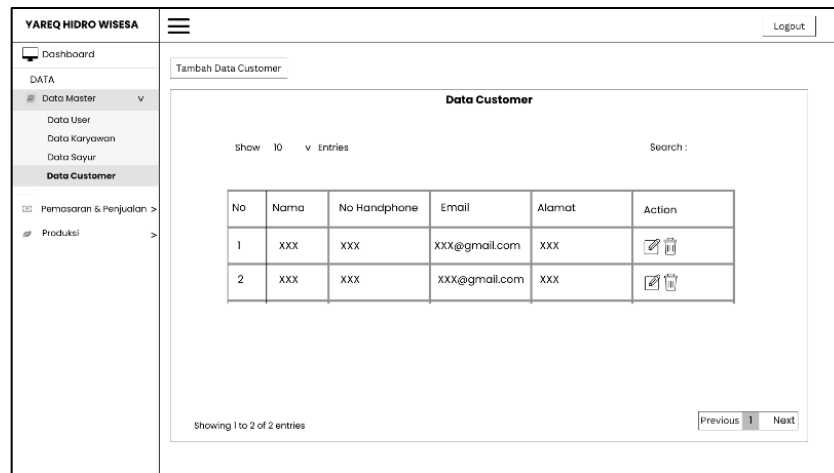 YAREQ HIDRO WISESA
Logout
Dashboard
DATA
Data Master v
Data User
Data Karyawan
Data Sayur
Data Customer
Pemasaran & Penjualan >
Produksi >
Tambah Data Customer
Data Customer
Show 10 v Entries
Search :
No Nama No Handphone Email Alamat Action
1 XXX XXX XXX@gmail.com XXX
2 XXX XXX XXX@gmail.com XXX
Showing 1 to 2 of 2 entries
Previous 1 Next